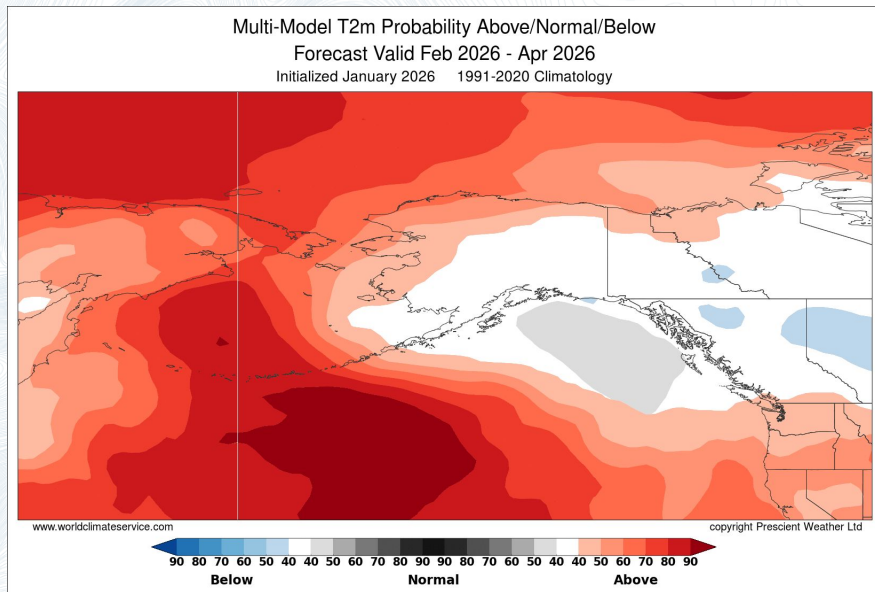 Multi-Model T2m Probability Above/Normal/Below
Forecast Valid Feb 2026 - Apr 2026
Initialized January 2026 1991-2020 Climatology
www.worldclimateservice.com copyright Prescient Weather Ltd
90 80 70 60 50 40 40 50 60 70 80 90 90 80 70 60 50 40 40 50 60 70 80 90
Below Normal Above